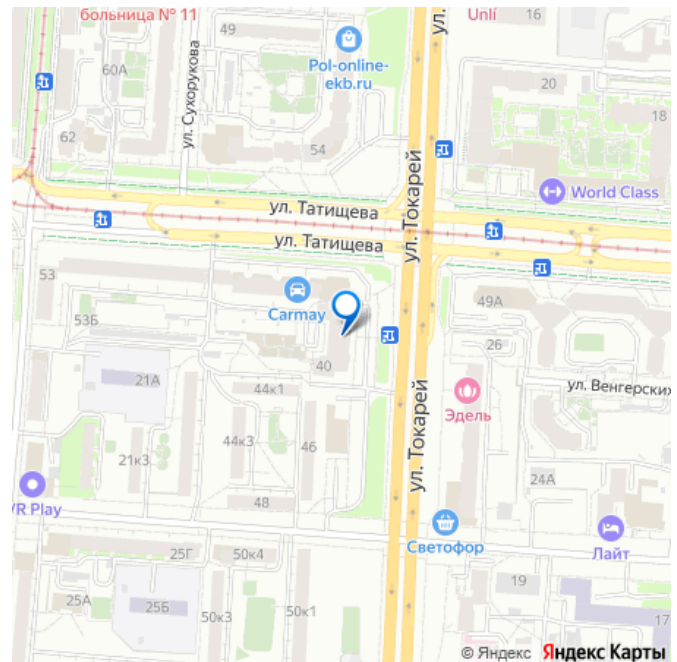 больница № 11
49
Unli
16
ул.
Pol-online-
ekb.ru
60А
ул. Сухорукова
20
18
62
54
World Class
ул. Татищева
ул. Токарей
ул. Татищева
53
Carmay
49А
53Б
26
40
21А
44к1
ул. Венгерских
Эдель
ул. Токарей
44к3
46
21к3
24А
VR Play
48
Светофор
Лайт
25Г
50к4
19
25А
25Б
50к3
50к1
17
© Яндекс Яндекс Карты